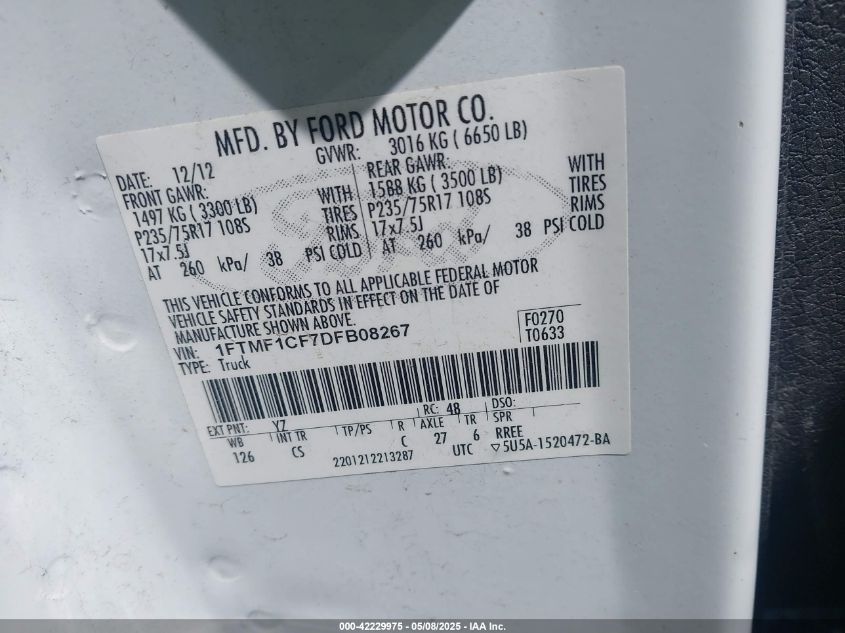 MFD. BY FORD MOTOR CO.
DATE: 12/12 GVWR: 3016 KG ( 6650 LB)
FRONT GAWR: REAR GAWR:
1497 KG ( 3300 LB) WITH 1588 KG ( 3500 LB) WITH
P235/75R17 108S TIRES P235/75R17 108S TIRES
17x7.5J RIMS 17x7.5J RIMS
AT 260 kPa/ 38 PSI COLD AT 260 kPa/ 38 PSI COLD
THIS VEHICLE CONFORMS TO ALL APPLICABLE FEDERAL MOTOR
VEHICLE SAFETY STANDARDS IN EFFECT ON THE DATE OF
MANUFACTURE SHOWN ABOVE.
VIN: 1FTMF1CF7DFB08267 F0270
TYPE: Truck T0633
EXT PNT: YZ RC: 48 DSO:
WB INT TR TP/PS R AXLE TR SPR
126 CS C 27 6 RREE
2201212213287 UTC ▽5U5A-1520472-BA
000-42229975 - 05/08/2025 - IAA Inc.